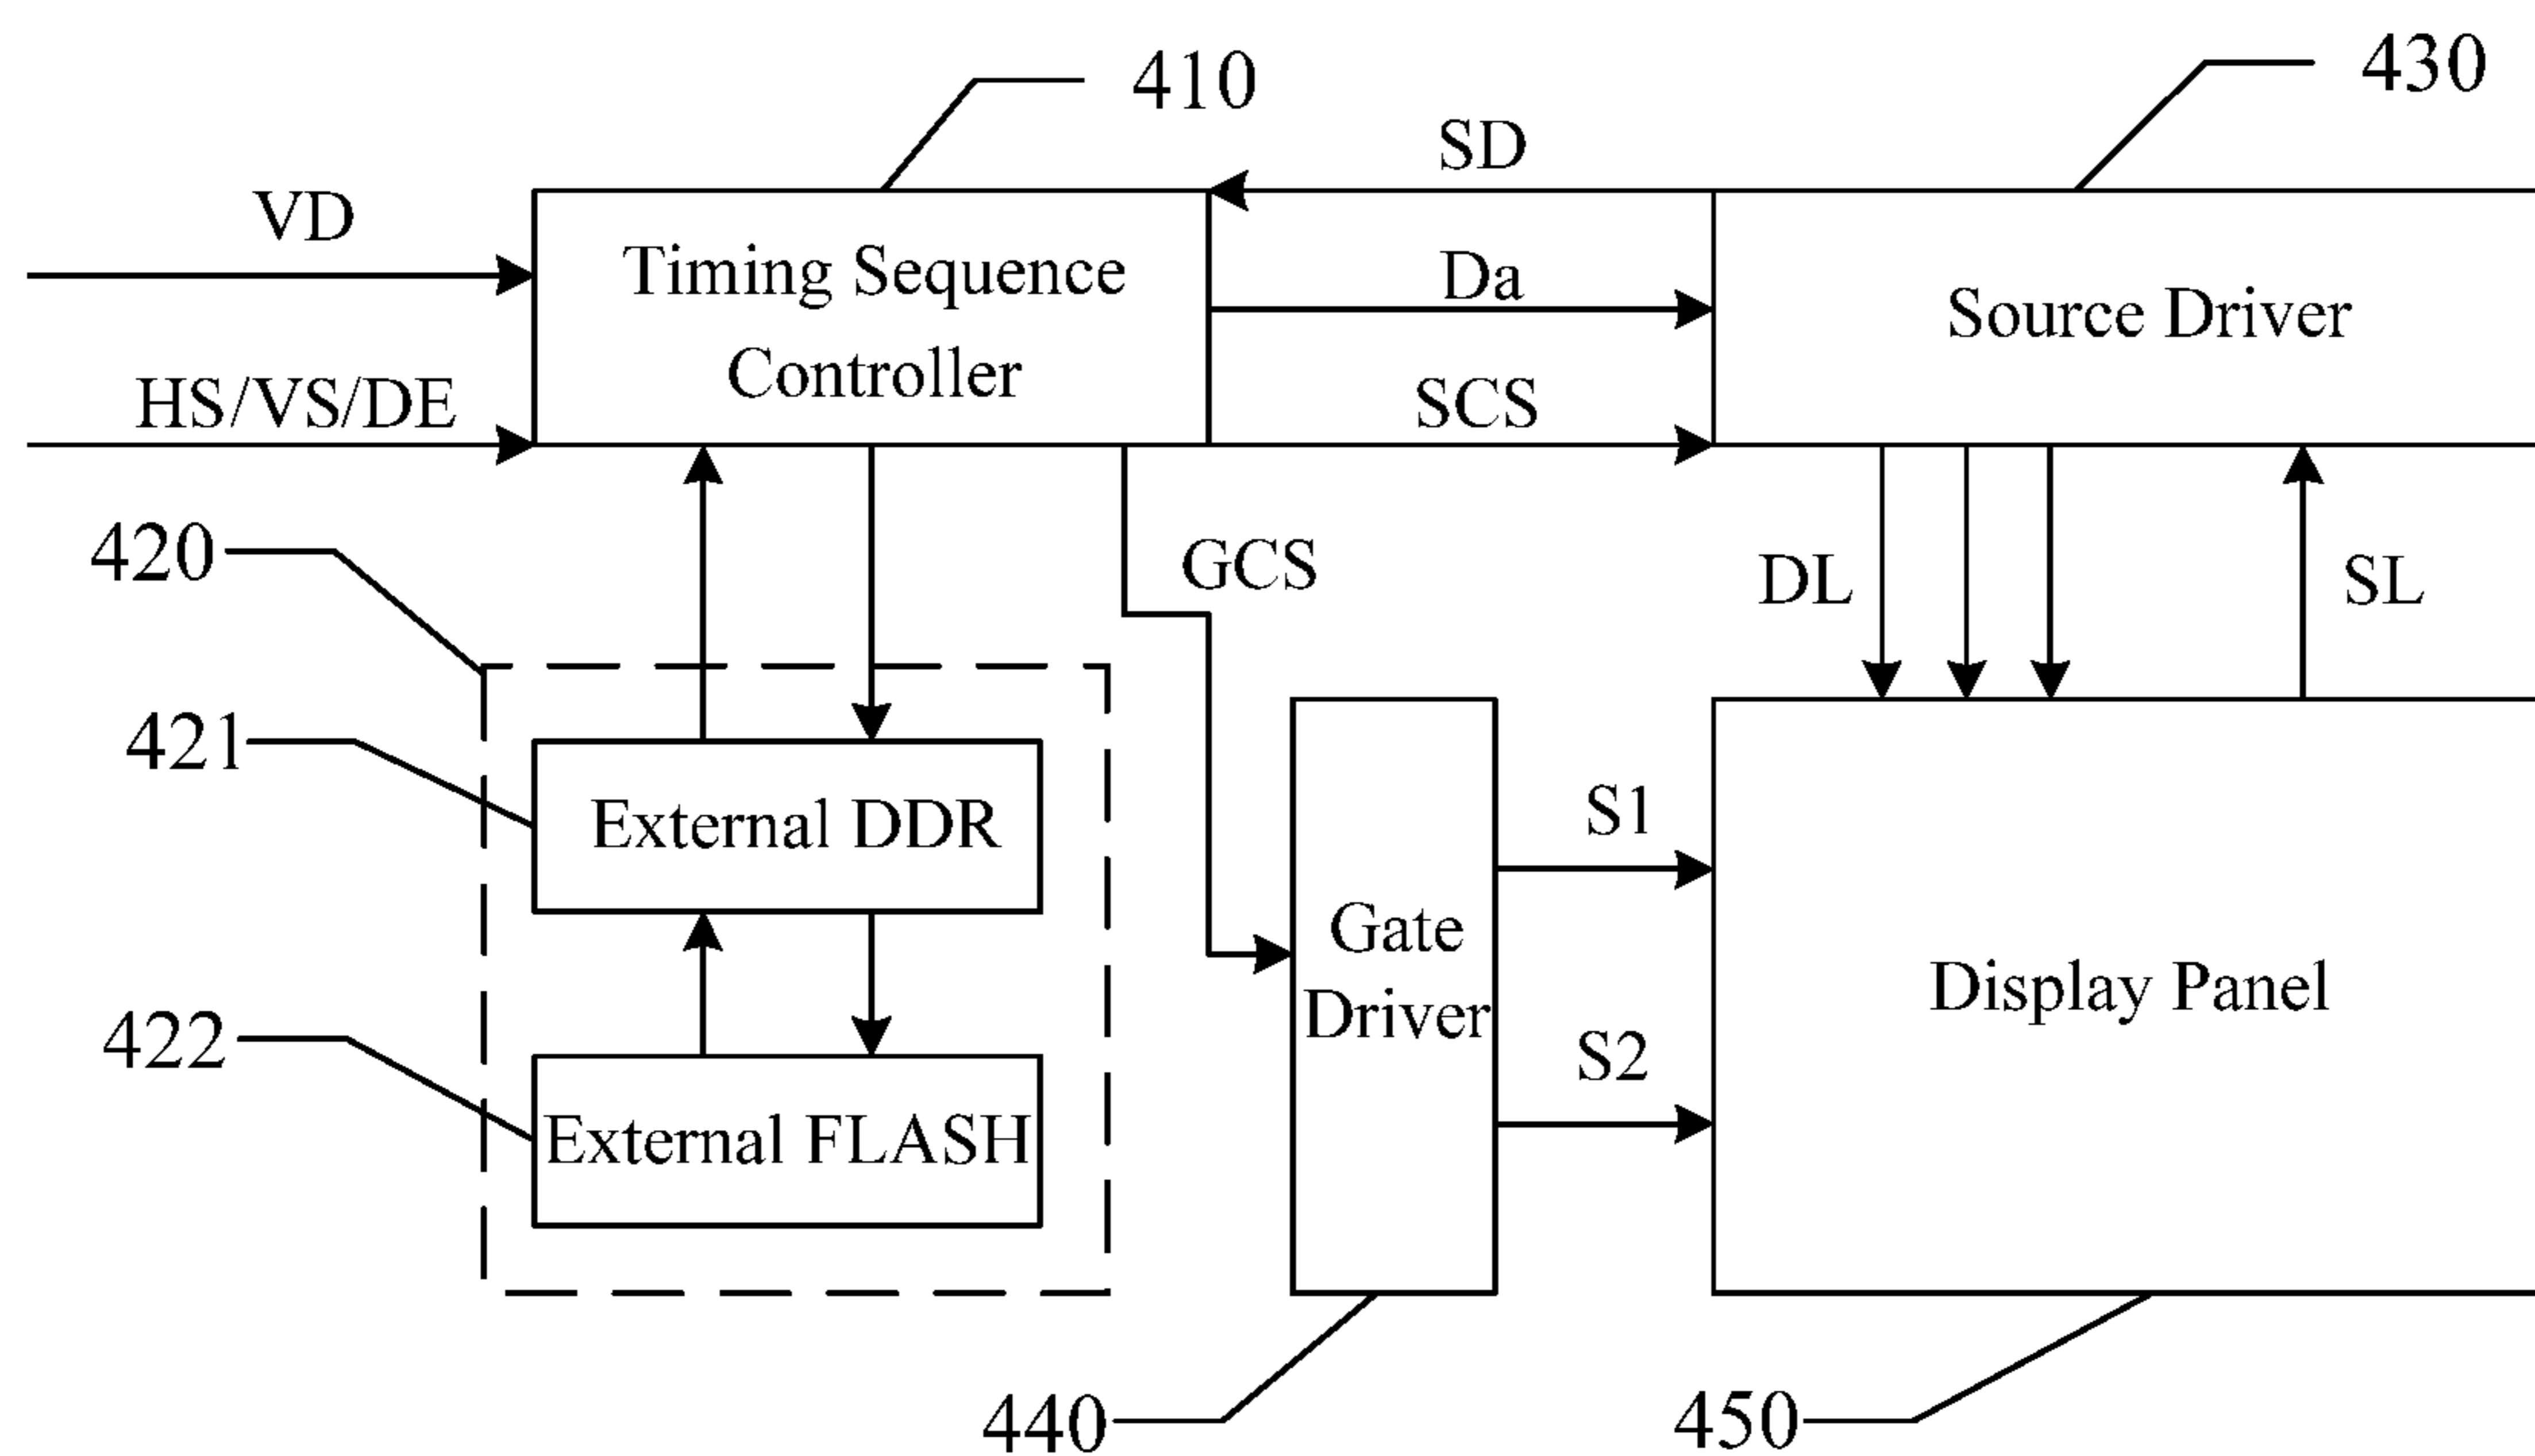 410
430
SD
VD
Timing Sequence
Controller
Da
Source Driver
HS/VS/DE
SCS
420
GCS
DL
SL
421
External DDR
S1
Gate
Driver
Display Panel
422
External FLASH
S2
440
450